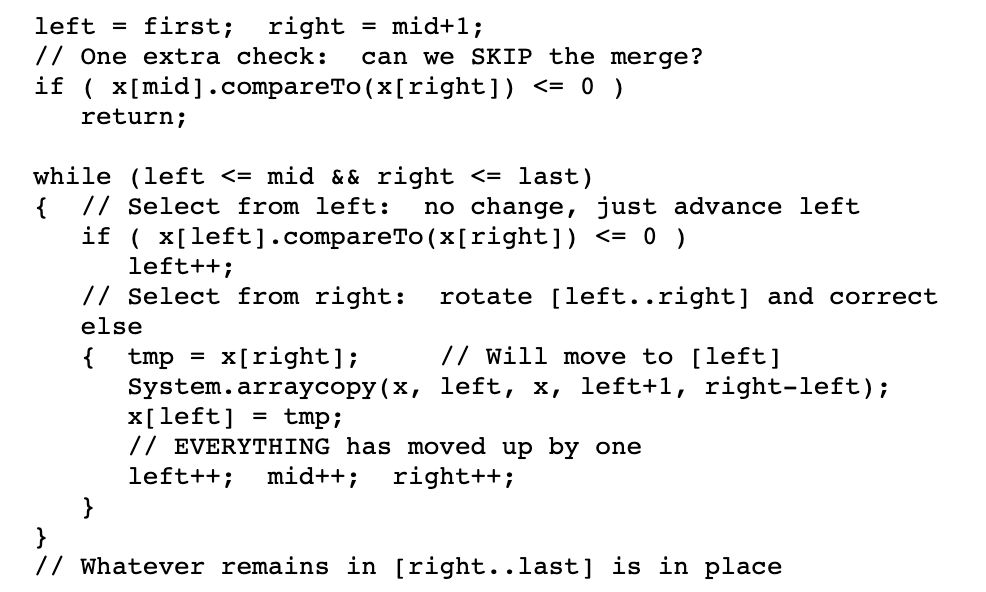 left = first;  right = mid+1;
// One extra check:  can we SKIP the merge?
if ( x[mid].compareTo(x[right]) <= 0 )
   return;

while (left <= mid && right <= last)
{  // Select from left:  no change, just advance left
   if ( x[left].compareTo(x[right]) <= 0 )
      left++;
   // Select from right:  rotate [left..right] and correct
   else
   {  tmp = x[right];     // Will move to [left]
      System.arraycopy(x, left, x, left+1, right-left);
      x[left] = tmp;
      // EVERYTHING has moved up by one
      left++;  mid++;  right++;
   }
}
// Whatever remains in [right..last] is in place